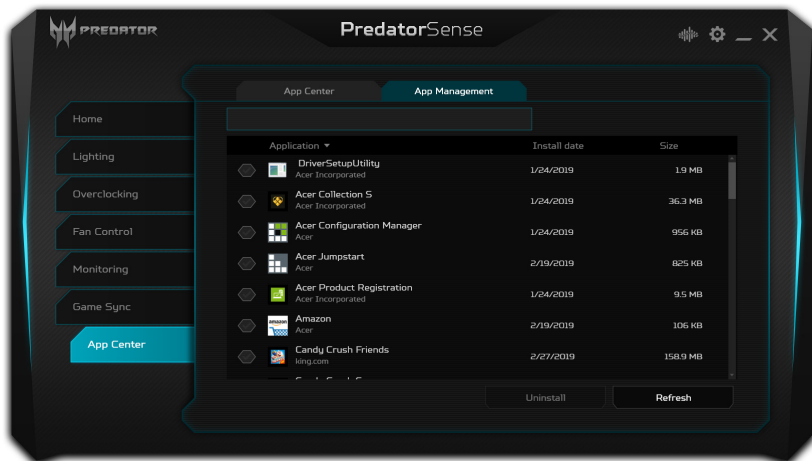 PREDATOR
PredatorSense
App Center
App Management
Home
Lighting
Overclocking
Fan Control
Monitoring
Game Sync
App Center
Application Install date Size
DriverSetupUtility
Acer Incorporated
1/24/2019 1.9 MB
Acer Collection S
Acer Incorporated
1/24/2019 36.3 MB
Acer Configuration Manager
Acer
1/24/2019 956 KB
Acer Jumpstart
Acer
2/19/2019 825 KB
Acer Product Registration
Acer Incorporated
1/24/2019 9.5 MB
amazon
Amazon
Acer
2/19/2019 106 KB
Candy Crush Friends
king.com
2/27/2019 158.9 MB
Uninstall
Refresh